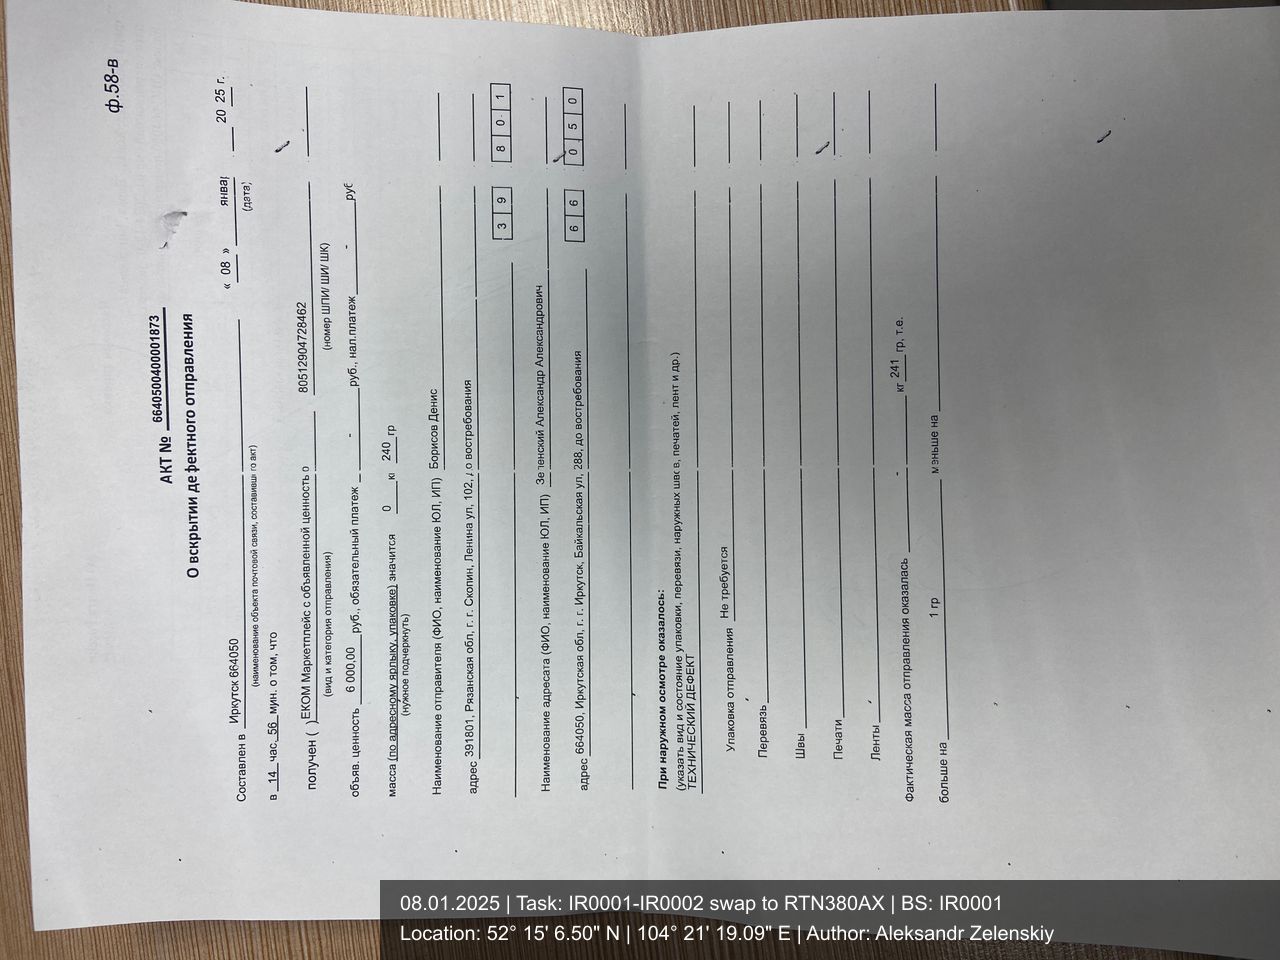 ф.58-в
АКТ № 6640500400001873
О вскрытии дефектного отправления
« 08 » январ 20 25 г.
(дата)
Составлен в Иркутск 664050
(наименование объекта почтовой связи, составивш го акт)
в 14 час. 56 мин. о том, что
получен ( )ЕКОМ Маркетплейс с объявленной ценность о 80512904728462
(вид и категория отправления) (номер ШПИ/ ШИ/ ШК)
объяв. ценность 6 000,00 руб., обязательный платеж - руб., нал.платеж - руб
масса (по адресному ярлыку, упаковке) значится 0 кг 240 гр
(нужное подчеркнуть)
Наименование отправителя (ФИО, наименование ЮЛ, ИП) Борисов Денис
адрес 391801, Рязанская обл, г. г. Скопин, Ленина ул, 102, до востребования
3 9 8 0 1
Наименование адресата (ФИО, наименование ЮЛ, ИП) Зеленский Александр Александрович
адрес 664050, Иркутская обл, г. г. Иркутск, Байкальская ул, 288, до востребования
6 6 0 5 0
При наружном осмотре оказалось:
(указать вид и состояние упаковки, перевязи, наружных швов, печатей, лент и др.)
ТЕХНИЧЕСКИЙ ДЕФЕКТ
Упаковка отправления Не требуется
Перевязь
Швы
Печати
Ленты
Фактическая масса отправления оказалась - кг 241 гр, т.е.
больше на 1 гр меньше на
08.01.2025 | Task: IR0001-IR0002 swap to RTN380AX | BS: IR0001
Location: 52° 15' 6.50" N | 104° 21' 19.09" E | Author: Aleksandr Zelenskiy